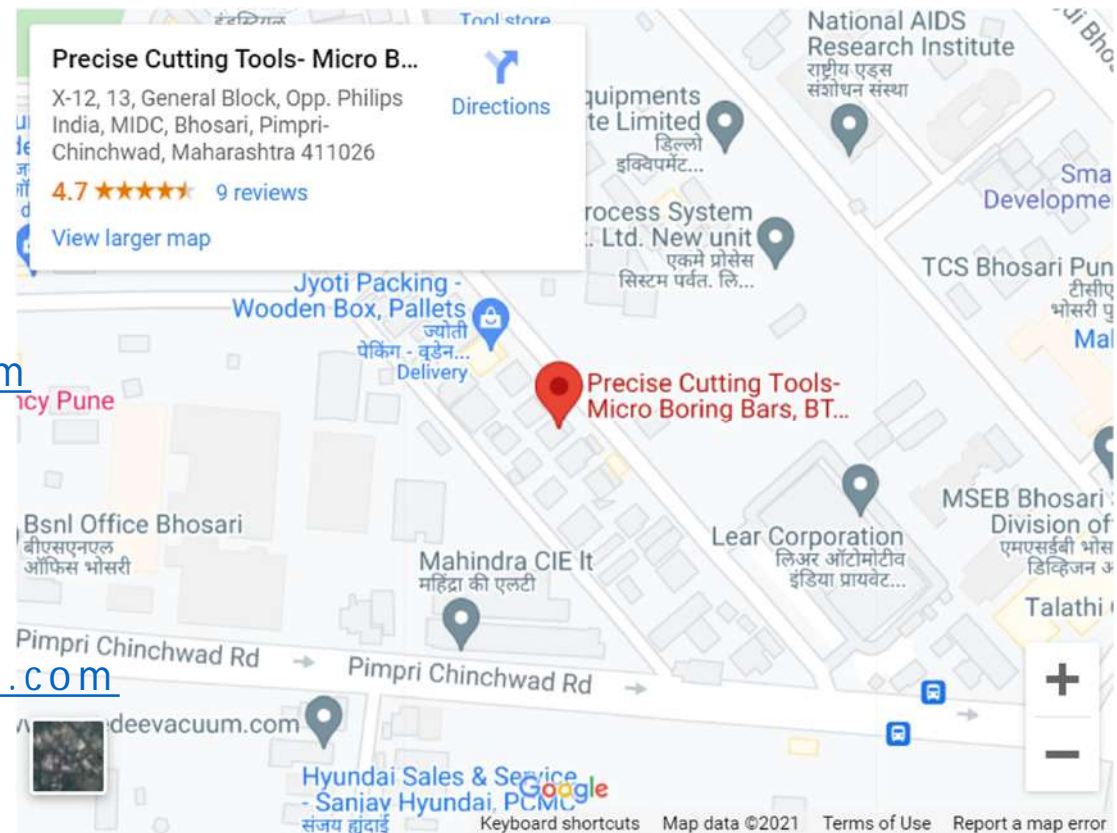 इंडस्ट्रियल
Tool store
Precise Cutting Tools- Micro B...
X-12, 13, General Block, Opp. Philips
India, MIDC, Bhosari, Pimpri-
Chinchwad, Maharashtra 411026
4.7
9 reviews
View larger map
Directions
National AIDS
Research Institute
राष्ट्रीय एड्स
संशोधन संस्था
quipments
te Limited
डिल्लो
इक्विपमेंट...
Sma
Developme
rocess System
. Ltd. New unit
एकमे प्रोसेस
सिस्टम पर्वत. लि...
TCS Bhosari Pun
टीसीए
भोसरी पु
Jyoti Packing -
Wooden Box, Pallets
ज्योती
पेकिंग - वुडेन...
Delivery
m
ncy Pune
Precise Cutting Tools-
Micro Boring Bars, BT...
Bsnl Office Bhosari
बीएसएनएल
ऑफिस भोसरी
Mahindra CIE lt
महिंद्रा की एलटी
Lear Corporation
लिअर ऑटोमोटीव
इंडिया प्रायवेट...
MSEB Bhosari
Division of
एमएसईबी भोस
डिव्हिजन
Talathi
Pimpri Chinchwad Rd
Pimpri Chinchwad Rd
.com
deevacuum.com
Hyundai Sales & Service
- Sanjay Hyundai, PCMC
संजय ह्युंदाई
Google
Keyboard shortcuts
Map data ©2021
Terms of Use
Report a map error